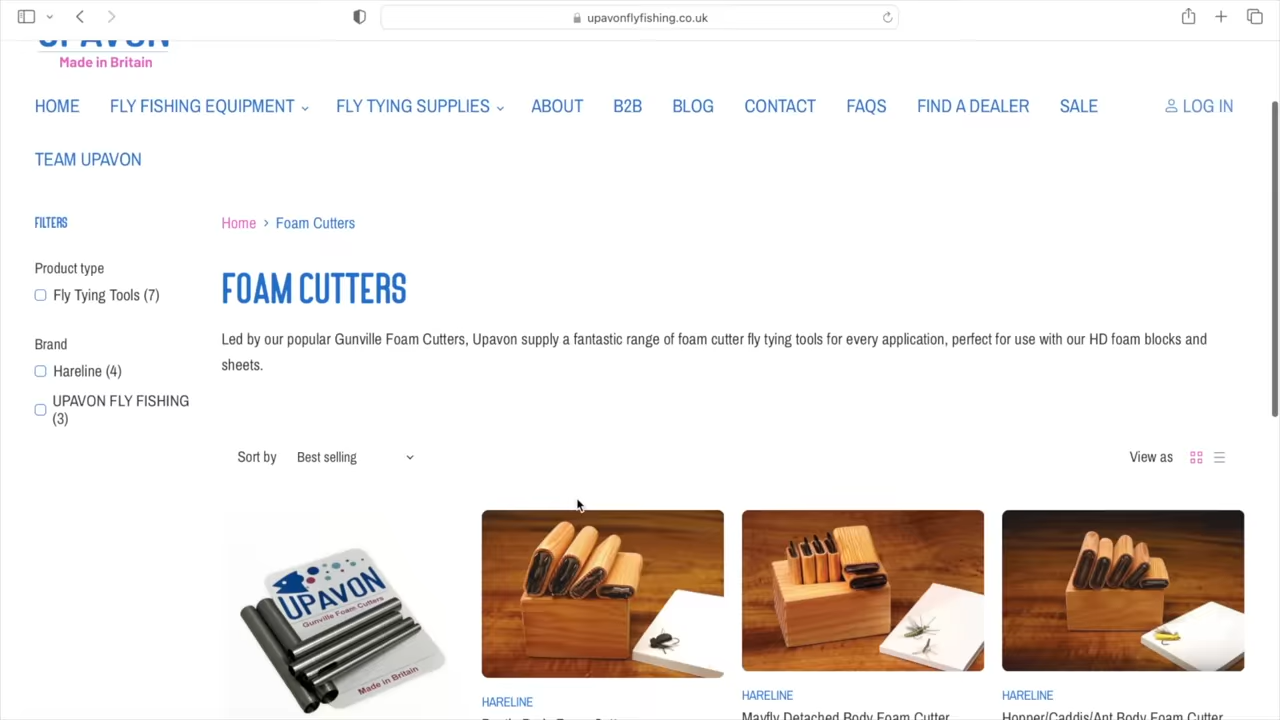 upavonflyfishing.co.uk
UPAVON
Made in Britain
HOME
FLY FISHING EQUIPMENT
FLY TYING SUPPLIES
ABOUT
B2B
BLOG
CONTACT
FAQS
FIND A DEALER
SALE
LOG IN
TEAM UPAVON
FILTERS
Product type
Fly Tying Tools (7)
Brand
Hareline (4)
UPAVON FLY FISHING
(3)
Home > Foam Cutters
FOAM CUTTERS
Led by our popular Gunville Foam Cutters, Upavon supply a fantastic range of foam cutter fly tying tools for every application, perfect for use with our HD foam blocks and
sheets.
Sort by Best selling
View as
UPAVON
Gunville Foam Cutters
Made in Britain
HARELINE
HARELINE
Mayfly Detached Body Foam Cutter
HARELINE
Hopper/Caddis/Ant Body Foam Cutter